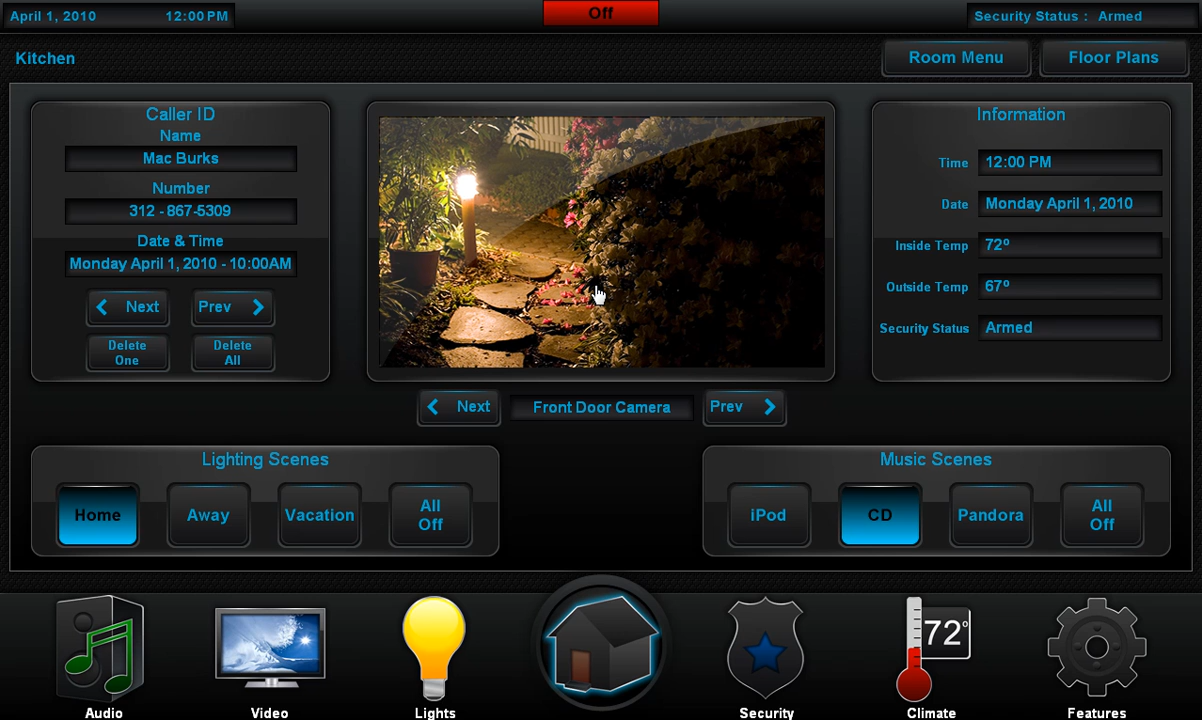 April 1, 2010 12:00 PM
Off
Security Status : Armed
Kitchen
Room Menu
Floor Plans
Caller ID
Name
Mac Burks
Number
312 - 867-5309
Date & Time
Monday April 1, 2010 - 10:00AM
Next
Prev
Delete
One
Delete
All
Next
Front Door Camera
Prev
Information
Time 12:00 PM
Date Monday April 1, 2010
Inside Temp 72º
Outside Temp 67º
Security Status Armed
Lighting Scenes
Home
Away
Vacation
All
Off
Music Scenes
iPod
CD
Pandora
All
Off
72°
Audio
Video
Lights
Security
Climate
Features